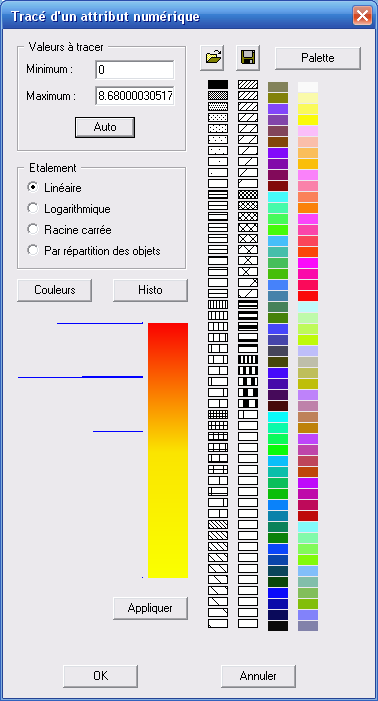 Tracé d'un attribut numérique
Valeurs à tracer
Minimum : 0
Maximum : 8.68000030517
Auto
Palette
Etalement
Linéaire
Logarithmique
Racine carrée
Par répartition des objets
Couleurs
Histo
Appliquer
OK
Annuler